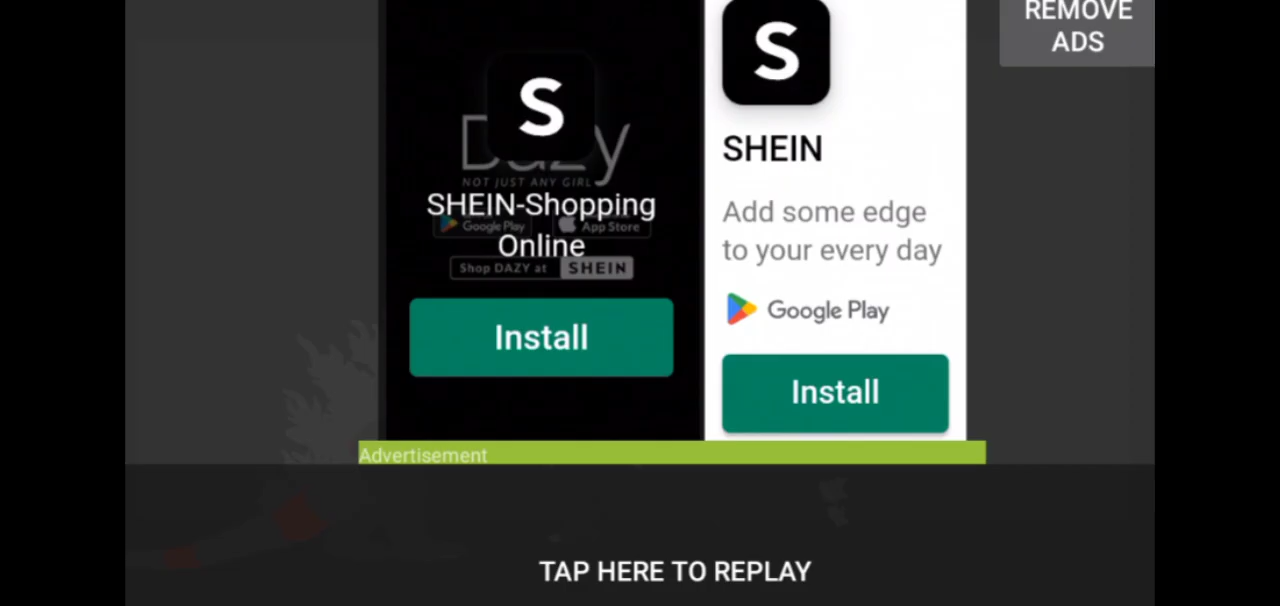 REMOVE
ADS
S
Dazy
NOT JUST ANY GIRL
SHEIN-Shopping
Google Play
App Store
Online
Shop DAZY at SHEIN
Install
S
SHEIN
Add some edge
to your every day
Google Play
Install
Advertisement
TAP HERE TO REPLAY